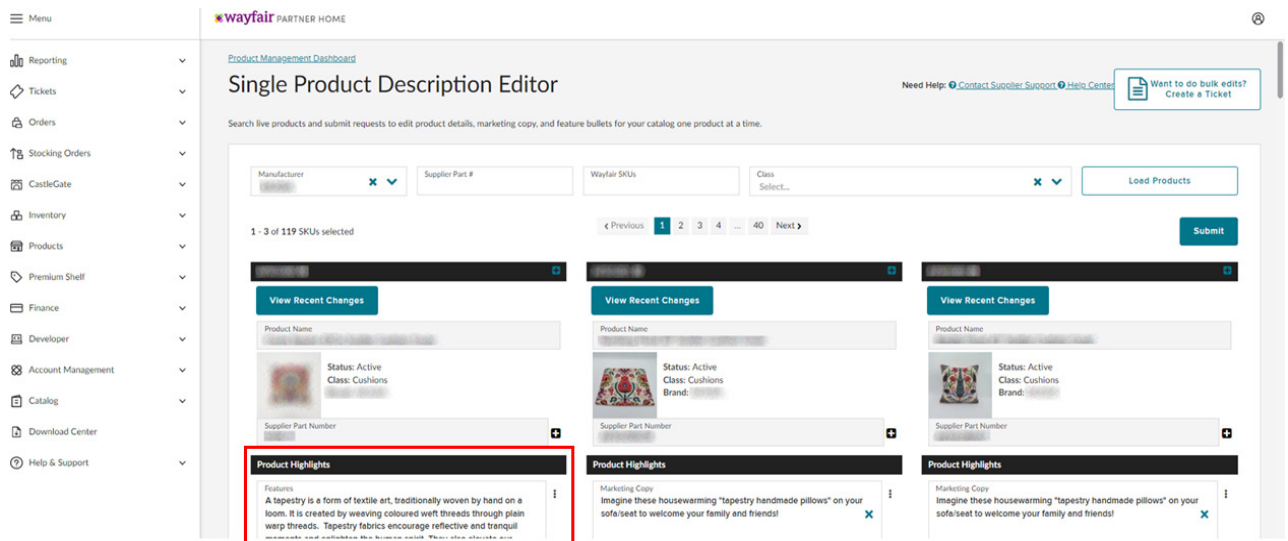 Menu
wayfair PARTNER HOME
Reporting
Tickets
Orders
Stocking Orders
CastleGate
Inventory
Products
Premium Shelf
Finance
Developer
Account Management
Catalog
Download Center
Help & Support
Product Management Dashboard
Single Product Description Editor
Need Help: Contact Supplier Support Help Center
Want to do bulk edits?
Create a Ticket
Search live products and submit requests to edit product details, marketing copy, and feature bullets for your catalog one product at a time.
Manufacturer
Supplier Part #
Wayfair SKUs
Class
Select...
Load Products
1 - 3 of 119 SKUs selected
Previous 1 2 3 4 ... 40 Next
Submit
View Recent Changes
Product Name
Status: Active
Class: Cushions
Supplier Part Number
Product Highlights
Features
A tapestry is a form of textile art, traditionally woven by hand on a
loom. It is created by weaving coloured weft threads through plain
warp threads. Tapestry fabrics encourage reflective and tranquil
moments and enlighten the human spirit. They also elevate our
View Recent Changes
Product Name
Status: Active
Class: Cushions
Brand:
Supplier Part Number
Product Highlights
Marketing Copy
Imagine these housewarming "tapestry handmade pillows" on your
sofa/seat to welcome your family and friends!
View Recent Changes
Product Name
Status: Active
Class: Cushions
Brand:
Supplier Part Number
Product Highlights
Marketing Copy
Imagine these housewarming "tapestry handmade pillows" on your
sofa/seat to welcome your family and friends!